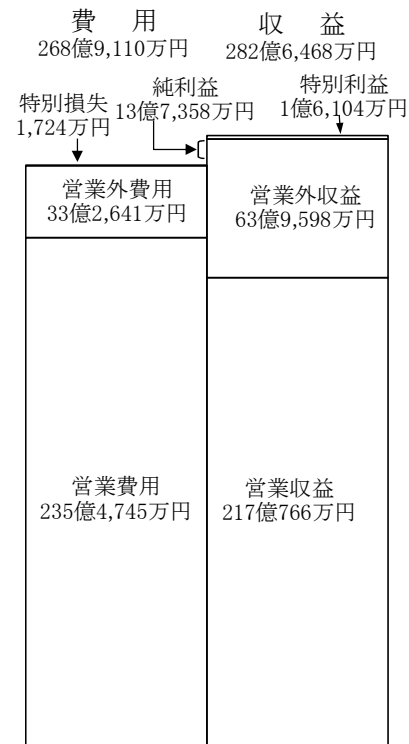 費　用
268億9,110万円
収　益
282億6,468万円
特別損失
1,724万円
純利益
13億7,358万円
特別利益
1億6,104万円
営業外費用
33億2,641万円
営業外収益
63億9,598万円
営業費用
235億4,745万円
営業収益
217億766万円